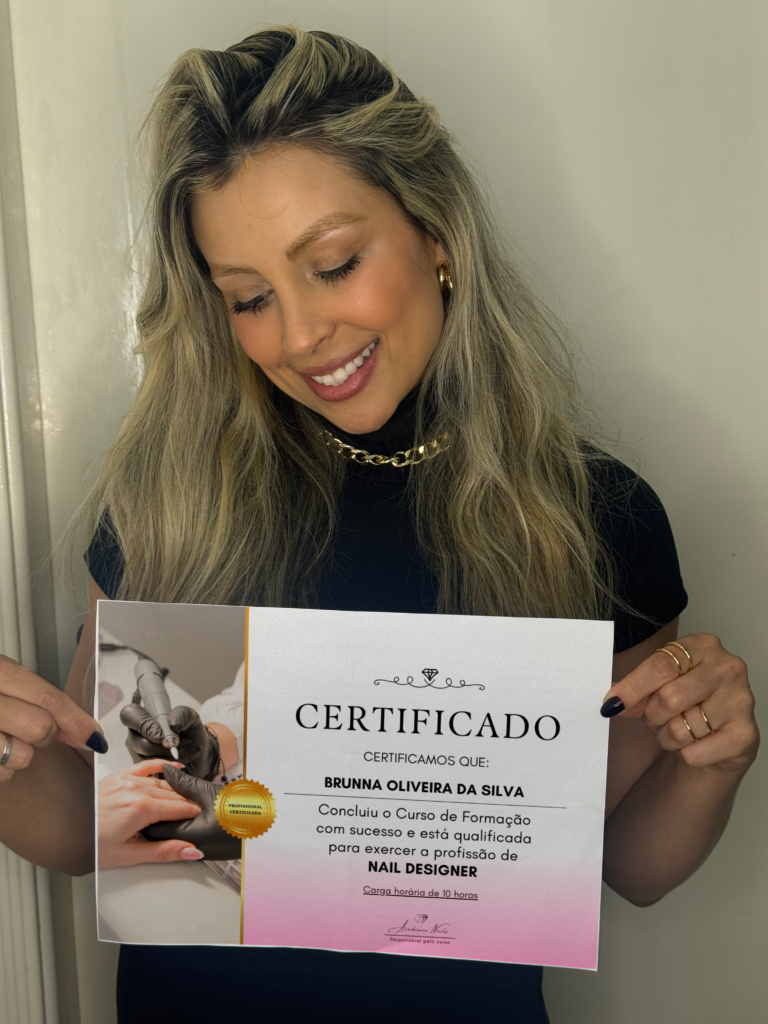 CERTIFICADO
CERTIFICAMOS QUE:
BRUNNA OLIVEIRA DA SILVA
Concluiu o Curso de Formação
com sucesso e está qualificada
para exercer a profissão de
NAIL DESIGNER
Carga horária de 10 horas
Academia Nails
Responsável pelo curso
PROFISSIONAL
CERTIFICADA